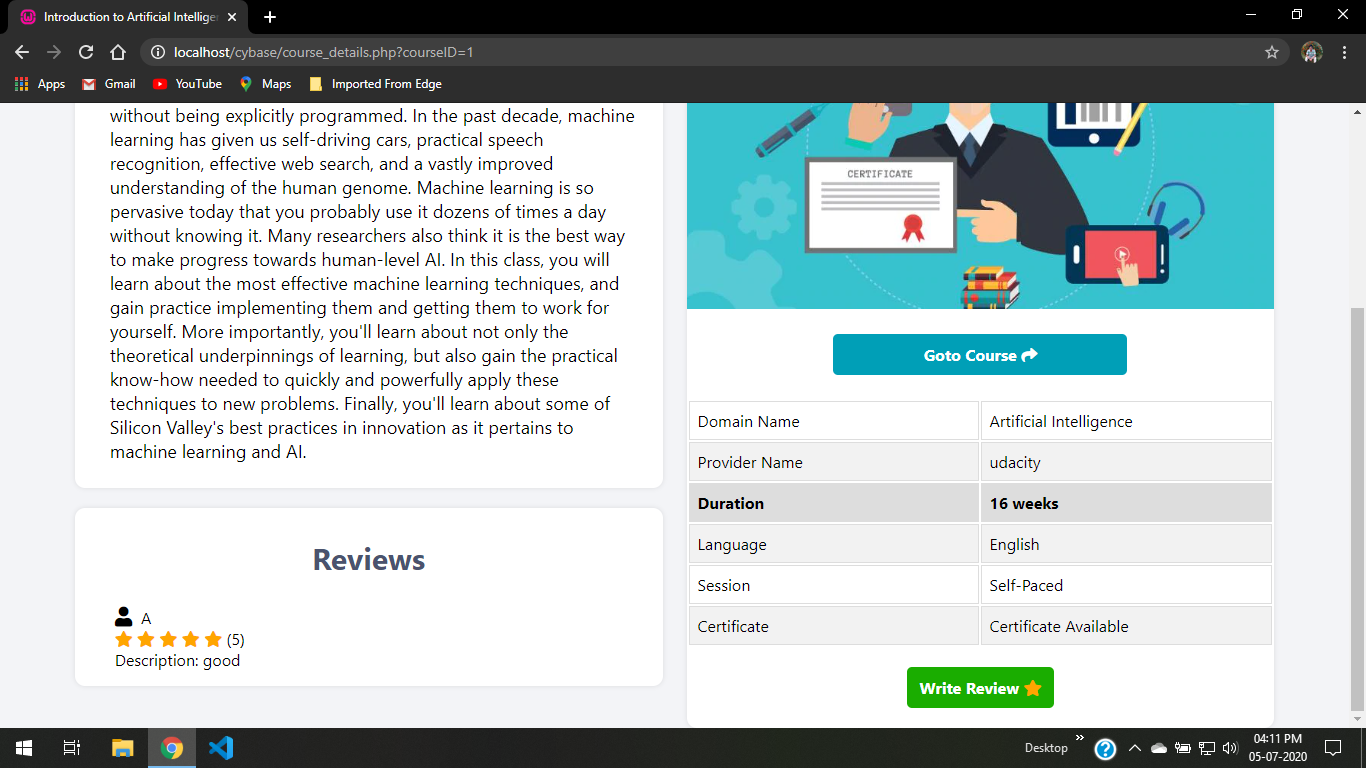 Introduction to Artificial Intelliger
localhost/cybase/course_details.php?courseID=1
Apps
Gmail
YouTube
Maps
Imported From Edge
without being explicitly programmed. In the past decade, machine
learning has given us self-driving cars, practical speech
recognition, effective web search, and a vastly improved
understanding of the human genome. Machine learning is so
pervasive today that you probably use it dozens of times a day
without knowing it. Many researchers also think it is the best way
to make progress towards human-level AI. In this class, you will
learn about the most effective machine learning techniques, and
gain practice implementing them and getting them to work for
yourself. More importantly, you'll learn about not only the
theoretical underpinnings of learning, but also gain the practical
know-how needed to quickly and powerfully apply these
techniques to new problems. Finally, you'll learn about some of
Silicon Valley's best practices in innovation as it pertains to
machine learning and AI.
Reviews
A
(5)
Description: good
CERTIFICATE
Goto Course
Domain Name Artificial Intelligence
Provider Name udacity
Duration 16 weeks
Language English
Session Self-Paced
Certificate Certificate Available
Write Review
Desktop
04:11 PM
05-07-2020